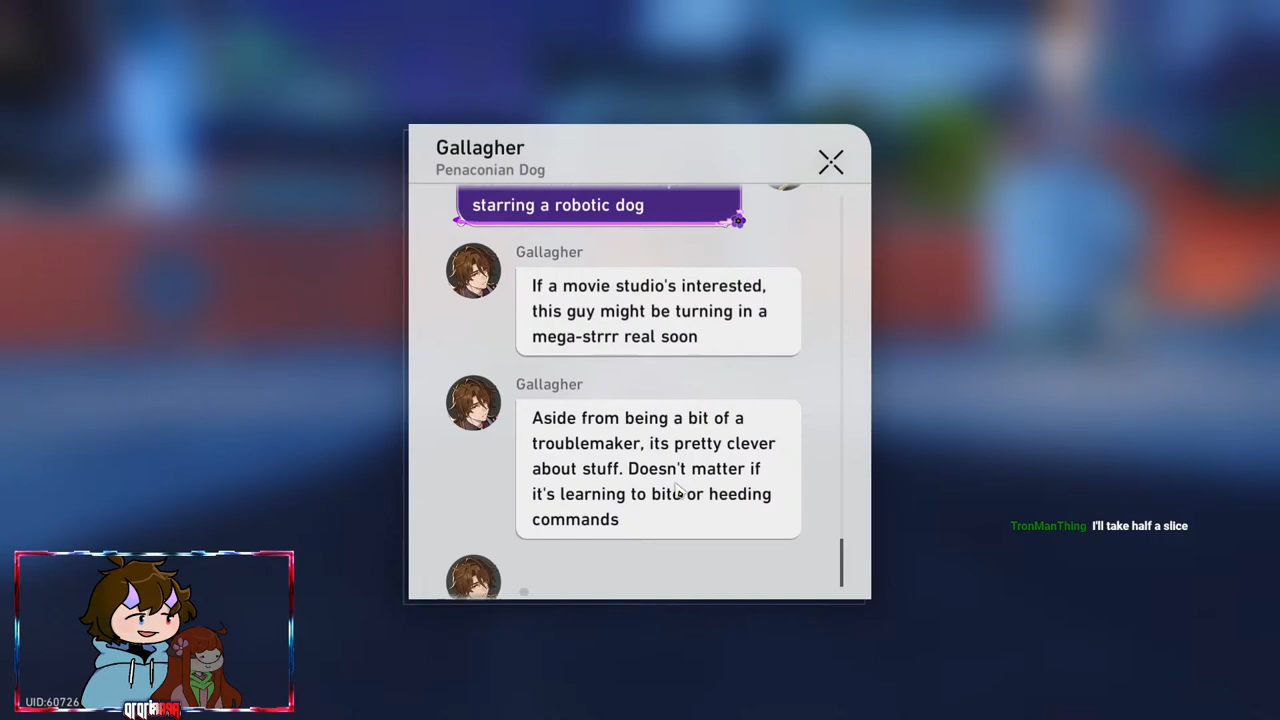 Gallagher
Penaconian Dog
starring a robotic dog
Gallagher
If a movie studio's interested,
this guy might be turning in a
mega-strrr real soon
Gallagher
Aside from being a bit of a
troublemaker, its pretty clever
about stuff. Doesn't matter if
it's learning to bite or heeding
commands
TronManThing I'll take half a slice
UID:60726